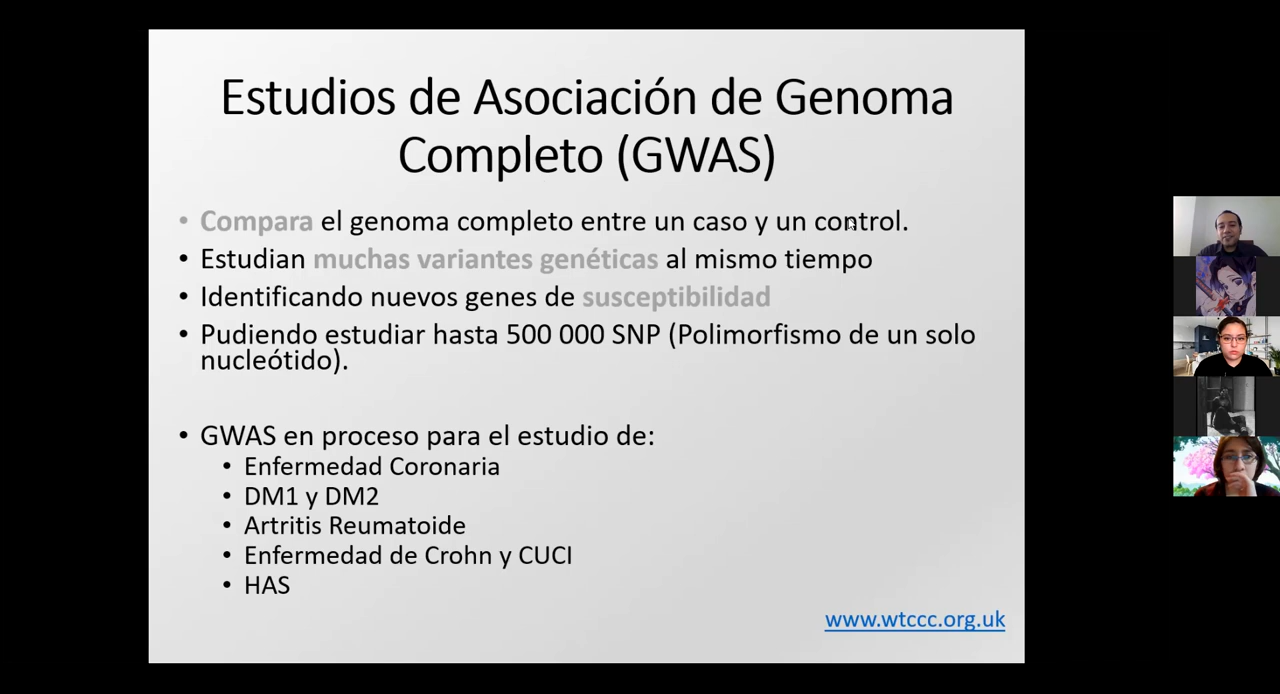 Estudios de Asociación de Genoma
Completo (GWAS)
• Compara el genoma completo entre un caso y un control.
• Estudian muchas variantes genéticas al mismo tiempo
• Identificando nuevos genes de susceptibilidad
• Pudiendo estudiar hasta 500 000 SNP (Polimorfismo de un solo
nucleótido).
• GWAS en proceso para el estudio de:
• Enfermedad Coronaria
• DM1 y DM2
• Artritis Reumatoide
• Enfermedad de Crohn y CUCI
• HAS
www.wtccc.org.uk